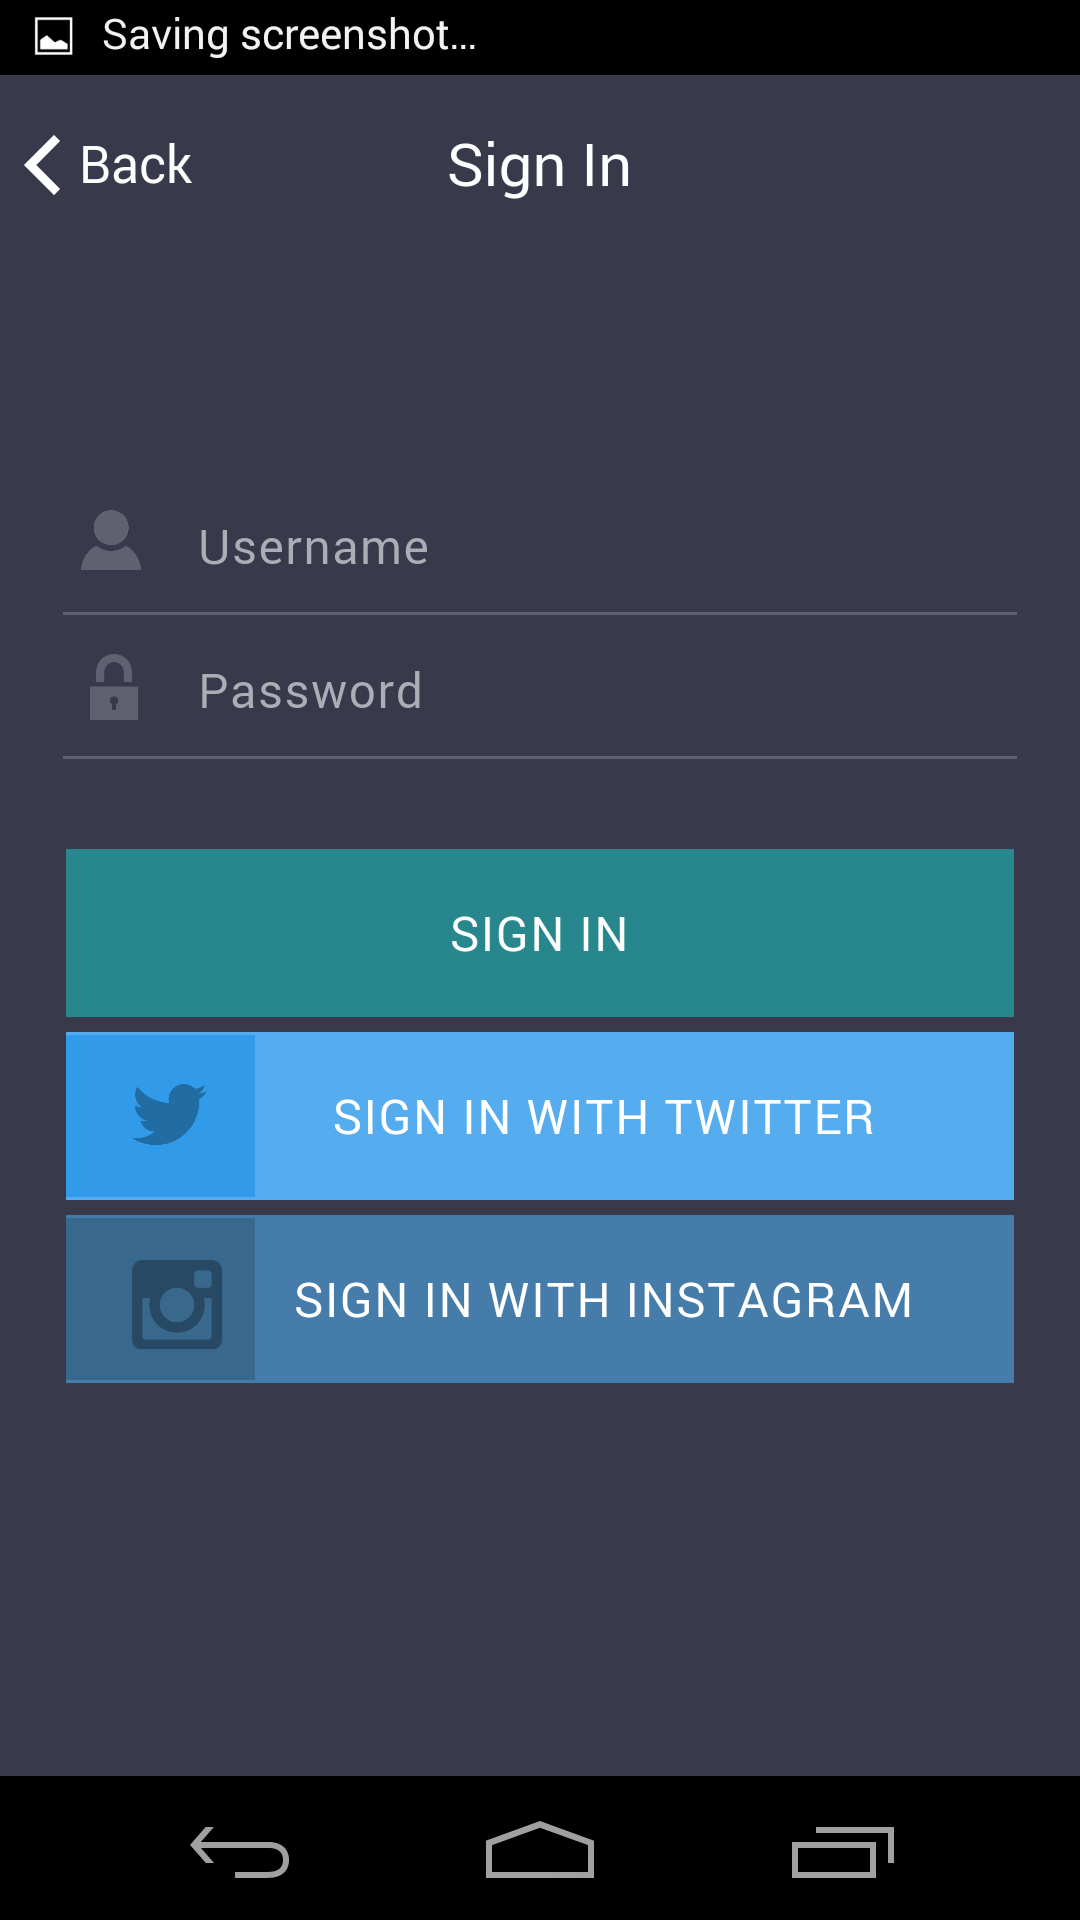 Saving screenshot...
Back
Sign In
Username
Password
SIGN IN
SIGN IN WITH TWITTER
SIGN IN WITH INSTAGRAM